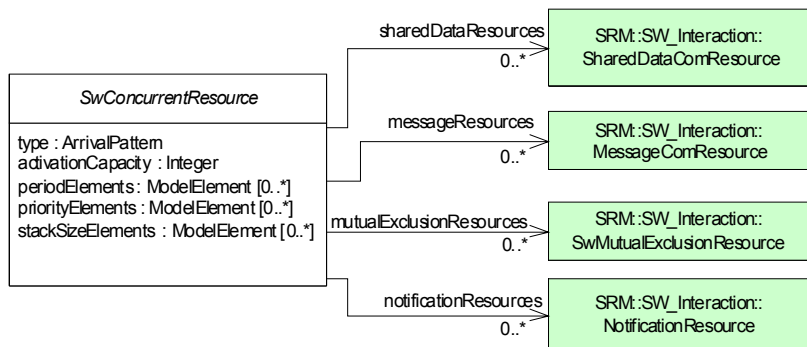 sharedDataResources
0..*
SRM::SW_Interaction::
SharedDataComResource
SwConcurrentResource
type : ArrivalPattern
activationCapacity : Integer
periodElements : ModelElement [0..*]
priorityElements : ModelElement [0..*]
stackSizeElements : ModelElement [0..*]
messageResources
0..*
SRM::SW_Interaction::
MessageComResource
mutualExclusionResources
0..*
SRM::SW_Interaction::
SwMutualExclusionResource
notificationResources
0..*
SRM::SW_Interaction::
NotificationResource